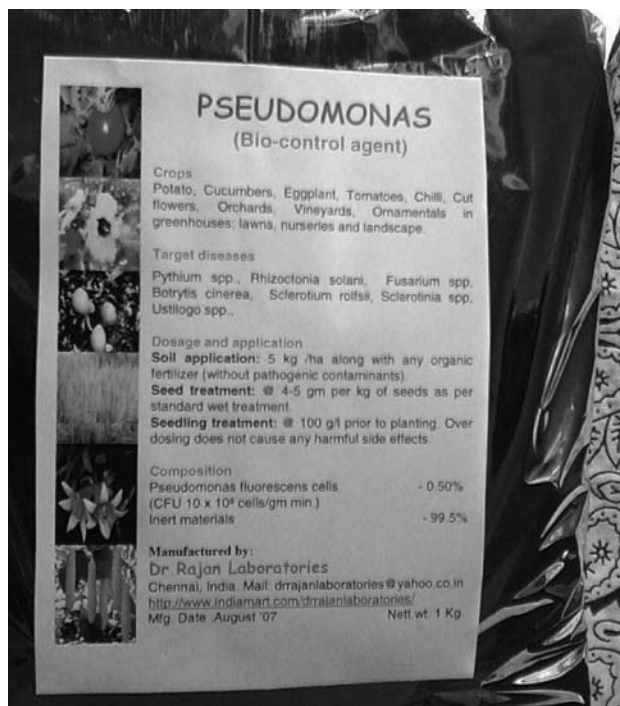 PSEUDOMONAS
(Bio-control agent)
Crops
Potato, Cucumbers, Eggplant, Tomatoes, Chilli, Cut
flowers, Orchards, Vineyards, Ornamentals in
greenhouses; lawns, nurseries and landscape.
Target diseases
Pythium spp., Rhizoctonia solani, Fusarium spp,
Botrytis cinerea, Sclerotium rolfsii, Sclerotinia spp,
Ustilogo spp.,
Dosage and application
Soil application: 5 kg /ha along with any organic
fertilizer (without pathogenic contaminants).
Seed treatment: @ 4-5 gm per kg of seeds as per
standard wet treatment.
Seedling treatment: @ 100 g/l prior to planting. Over
dosing does not cause any harmful side effects.
Composition
Pseudomonas fluorescens cells - 0.50%
(CFU 10 x 10⁸ cells/gm min.)
Inert materials - 99.5%
Manufactured by:
Dr.Rajan Laboratories
Chennai, India. Mail: drrajanlaboratories@yahoo.co.in
http://www.indiamart.com/drrajanlaboratories/
Mfg. Date :August '07 Nett.wt. 1 Kg.